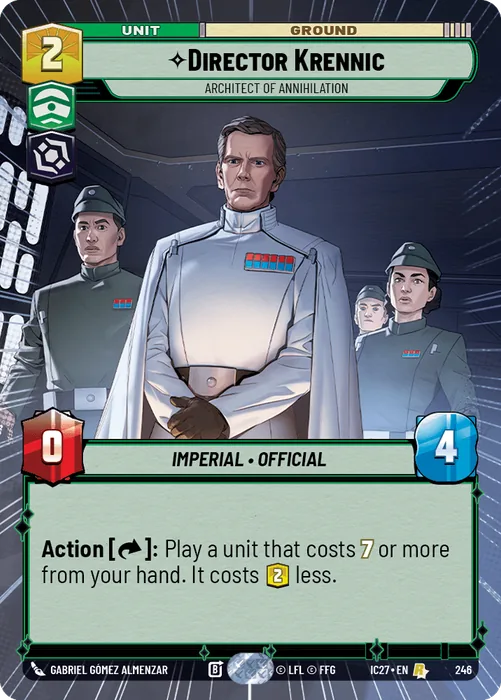 UNIT GROUND
2
✧DIRECTOR KRENNIC
ARCHITECT OF ANNIHILATION
0 IMPERIAL • OFFICIAL 4
Action [↷]: Play a unit that costs 7 or more
from your hand. It costs 2 less.
GABRIEL GÓMEZ ALMENZAR B © LFL © FFG IC27 • EN R 246